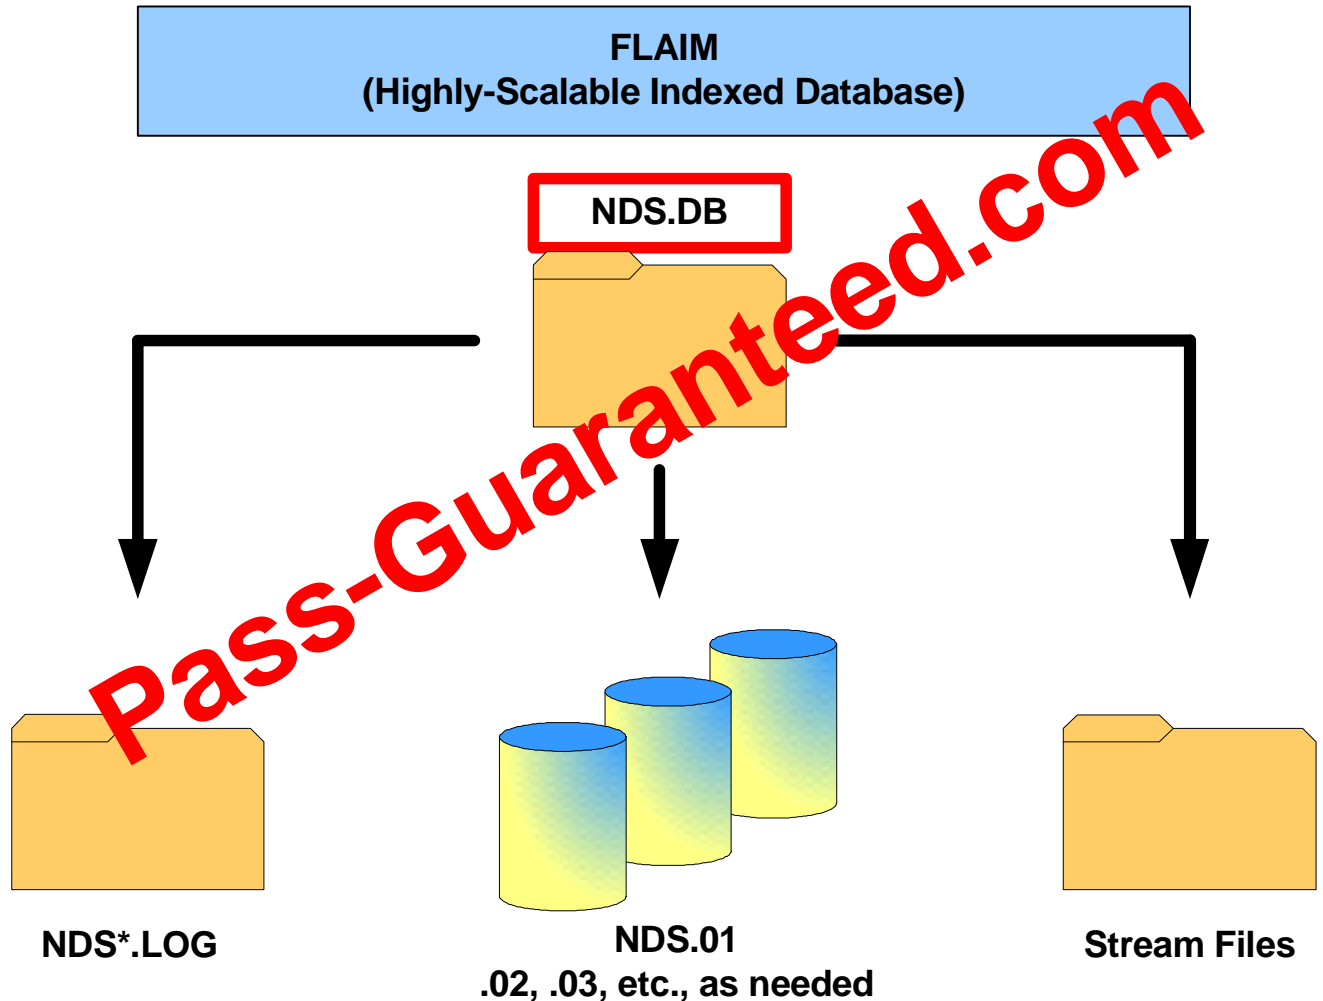 FLAIM
(Highly-Scalable Indexed Database)
NDS.DB
Pass-Guaranteed.com
NDS*.LOG
NDS.01
.02, .03, etc., as needed
Stream Files